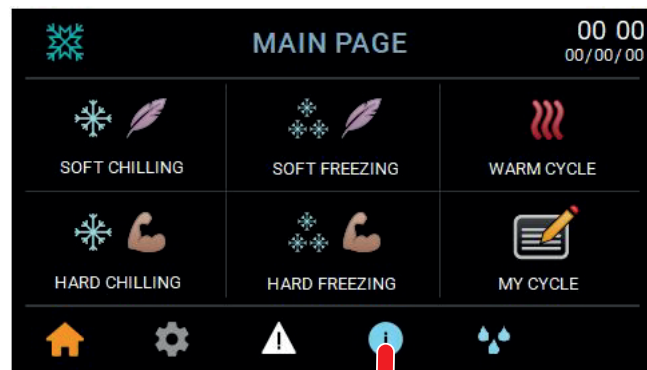 MAIN PAGE
00 00
00/00/00
SOFT CHILLING
SOFT FREEZING
WARM CYCLE
HARD CHILLING
HARD FREEZING
MY CYCLE